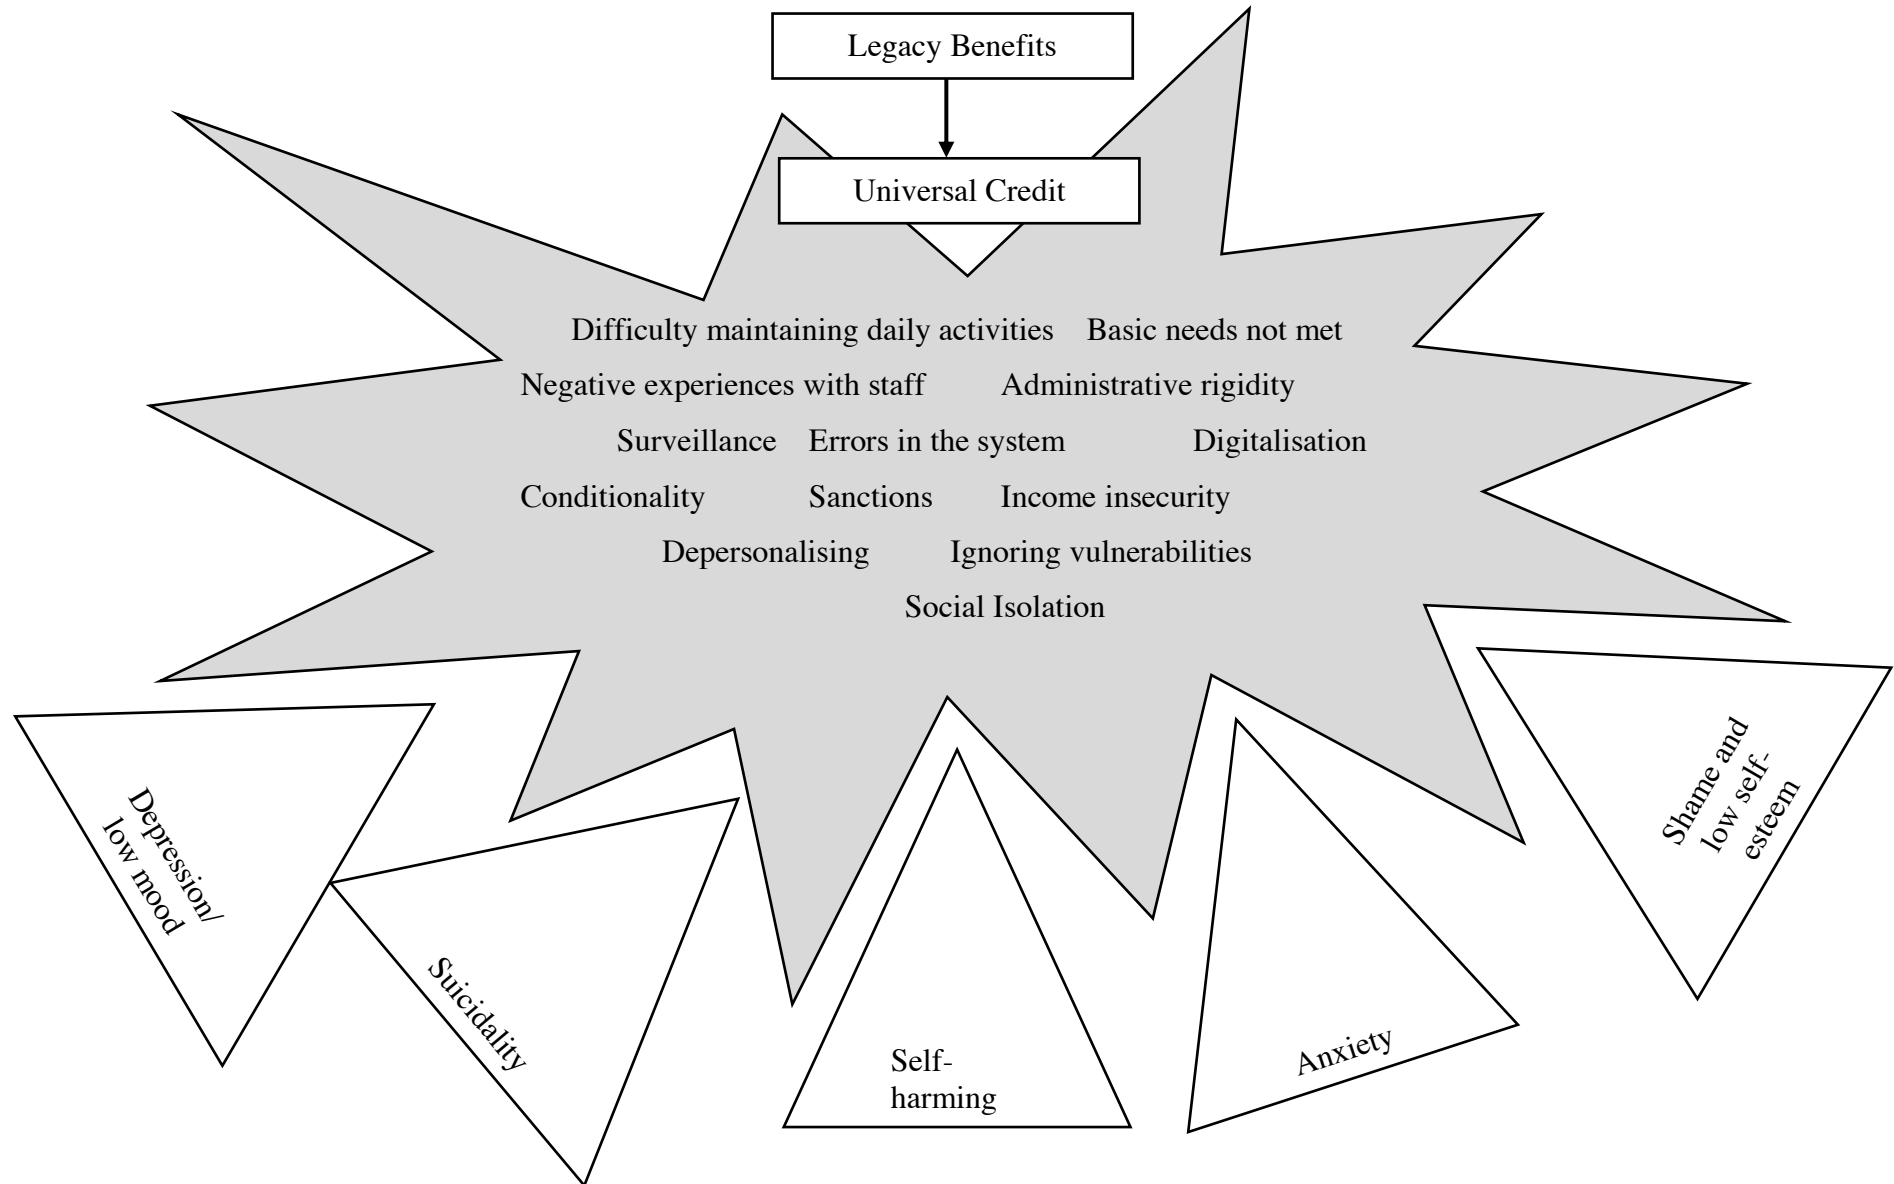 Legacy Benefits
Universal Credit
Difficulty maintaining daily activities Basic needs not met
Negative experiences with staff Administrative rigidity
Surveillance Errors in the system Digitalisation
Conditionality Sanctions Income insecurity
Depersonalising Ignoring vulnerabilities
Social Isolation
Depression/
low mood
Suicidality
Self-
harming
Anxiety
Shame and
low self-
esteem